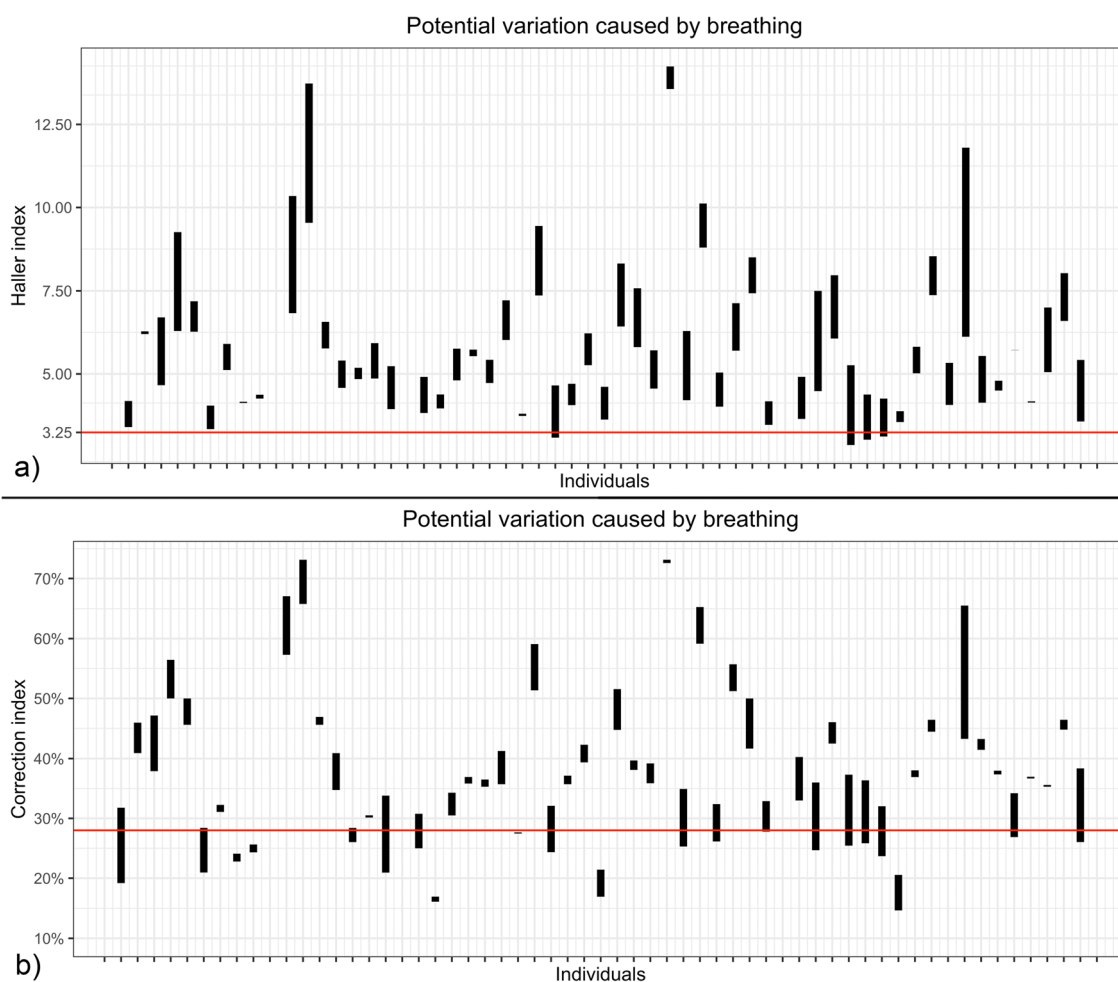 Potential variation caused by breathing
Haller index
12.50
10.00
7.50
5.00
3.25
a)
Individuals
Potential variation caused by breathing
Correction index
70%
60%
50%
40%
30%
20%
10%
b)
Individuals